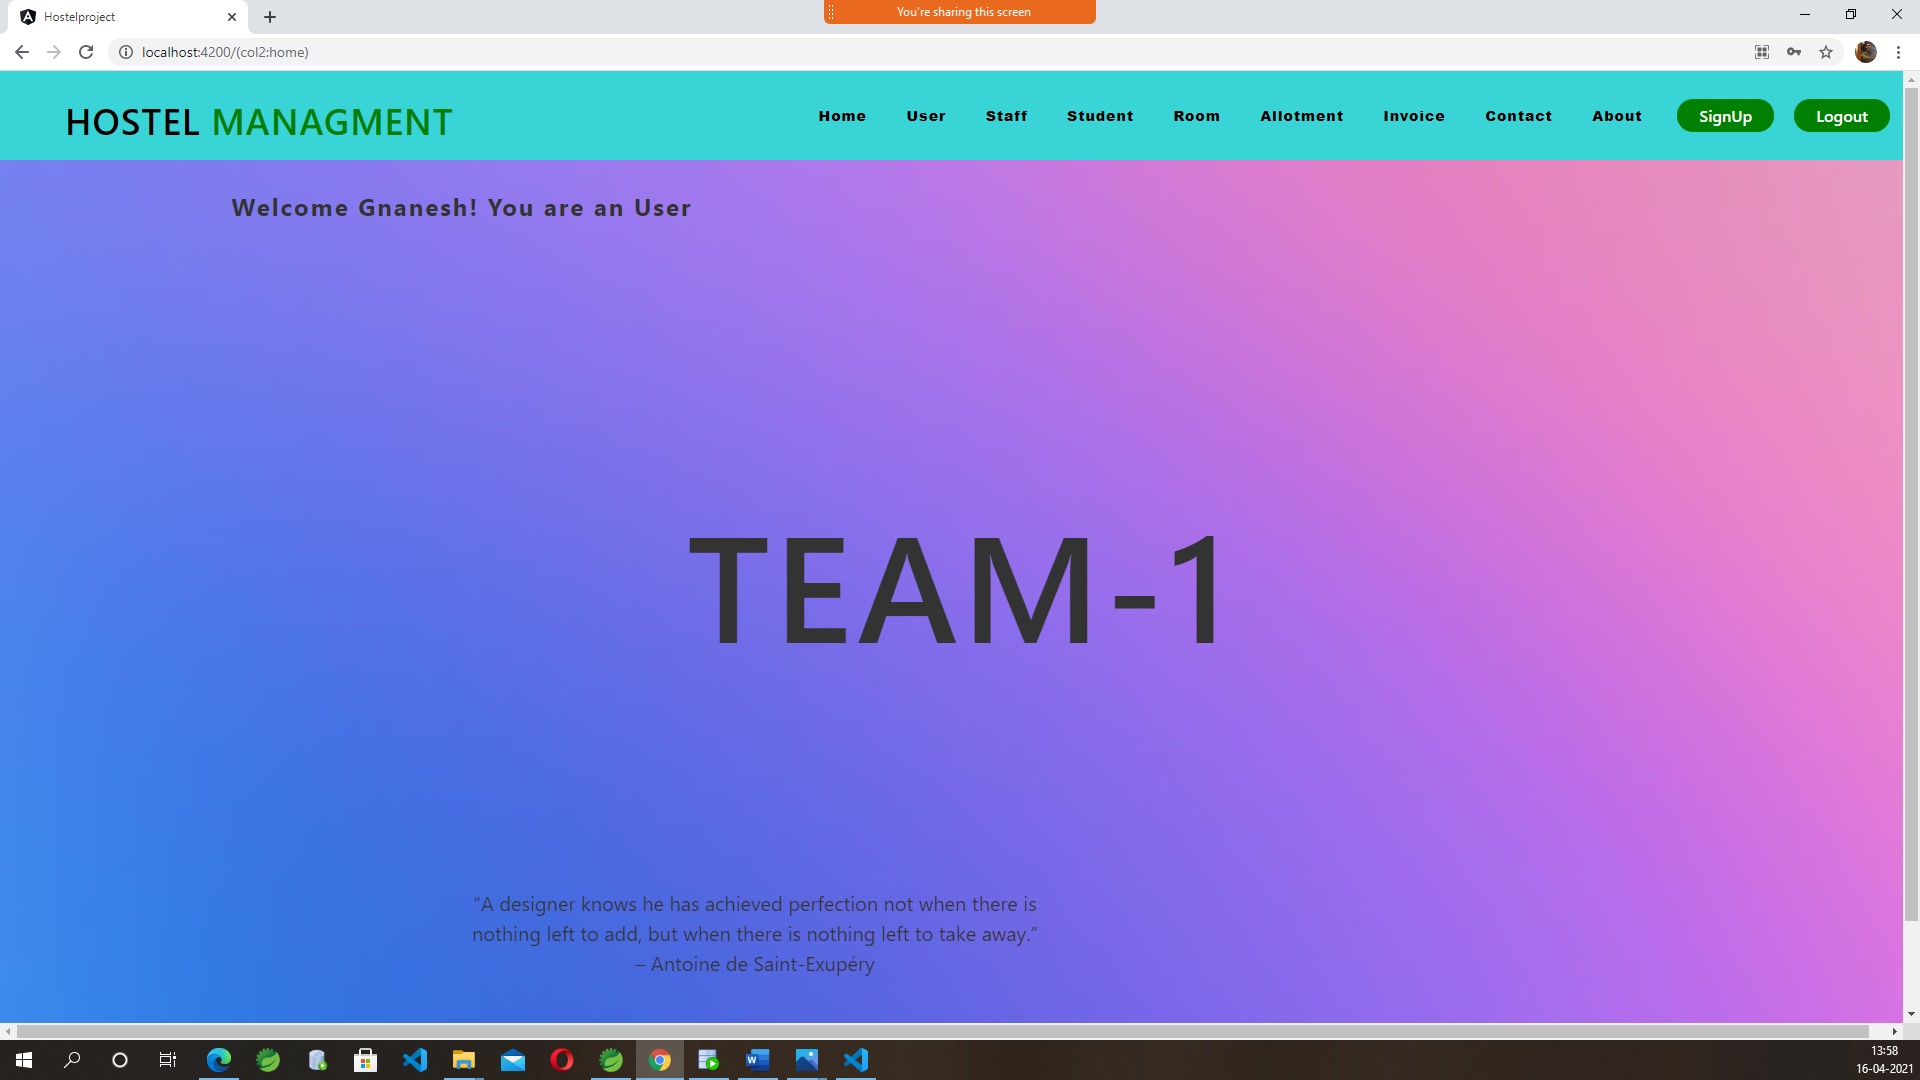 Hostelproject
You're sharing this screen
localhost:4200/(col2:home)
HOSTEL MANAGMENT
Home User Staff Student Room Allotment Invoice Contact About SignUp Logout
Welcome Gnanesh! You are an User
TEAM-1
“A designer knows he has achieved perfection not when there is
nothing left to add, but when there is nothing left to take away.”
– Antoine de Saint-Exupéry
13:58
16-04-2021